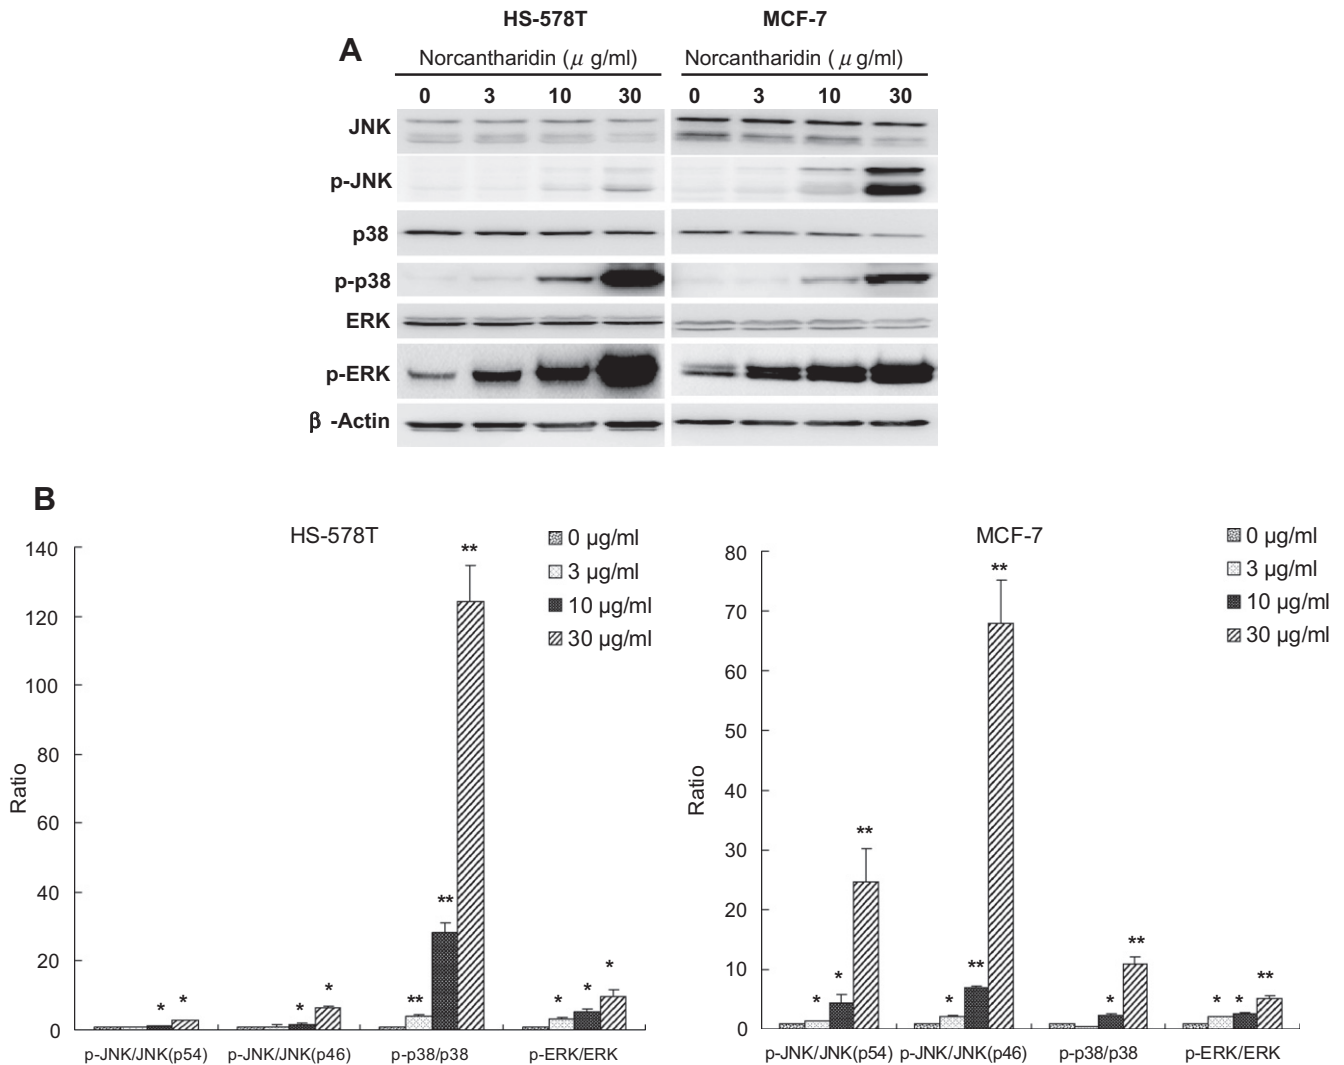 HS-578T MCF-7
A
Norcantharidin (μ g/ml) Norcantharidin (μ g/ml)
0 3 10 30 0 3 10 30
JNK
p-JNK
p38
p-p38
ERK
p-ERK
β -Actin
B
HS-578T
0 µg/ml
3 µg/ml
10 µg/ml
30 µg/ml
Ratio
140
120
100
80
60
40
20
0
* * * * ** ** ** * * *
p-JNK/JNK(p54) p-JNK/JNK(p46) p-p38/p38 p-ERK/ERK
MCF-7
0 µg/ml
3 µg/ml
10 µg/ml
30 µg/ml
Ratio
80
70
60
50
40
30
20
10
0
* * ** * ** ** * ** * * **
p-JNK/JNK(p54) p-JNK/JNK(p46) p-p38/p38 p-ERK/ERK